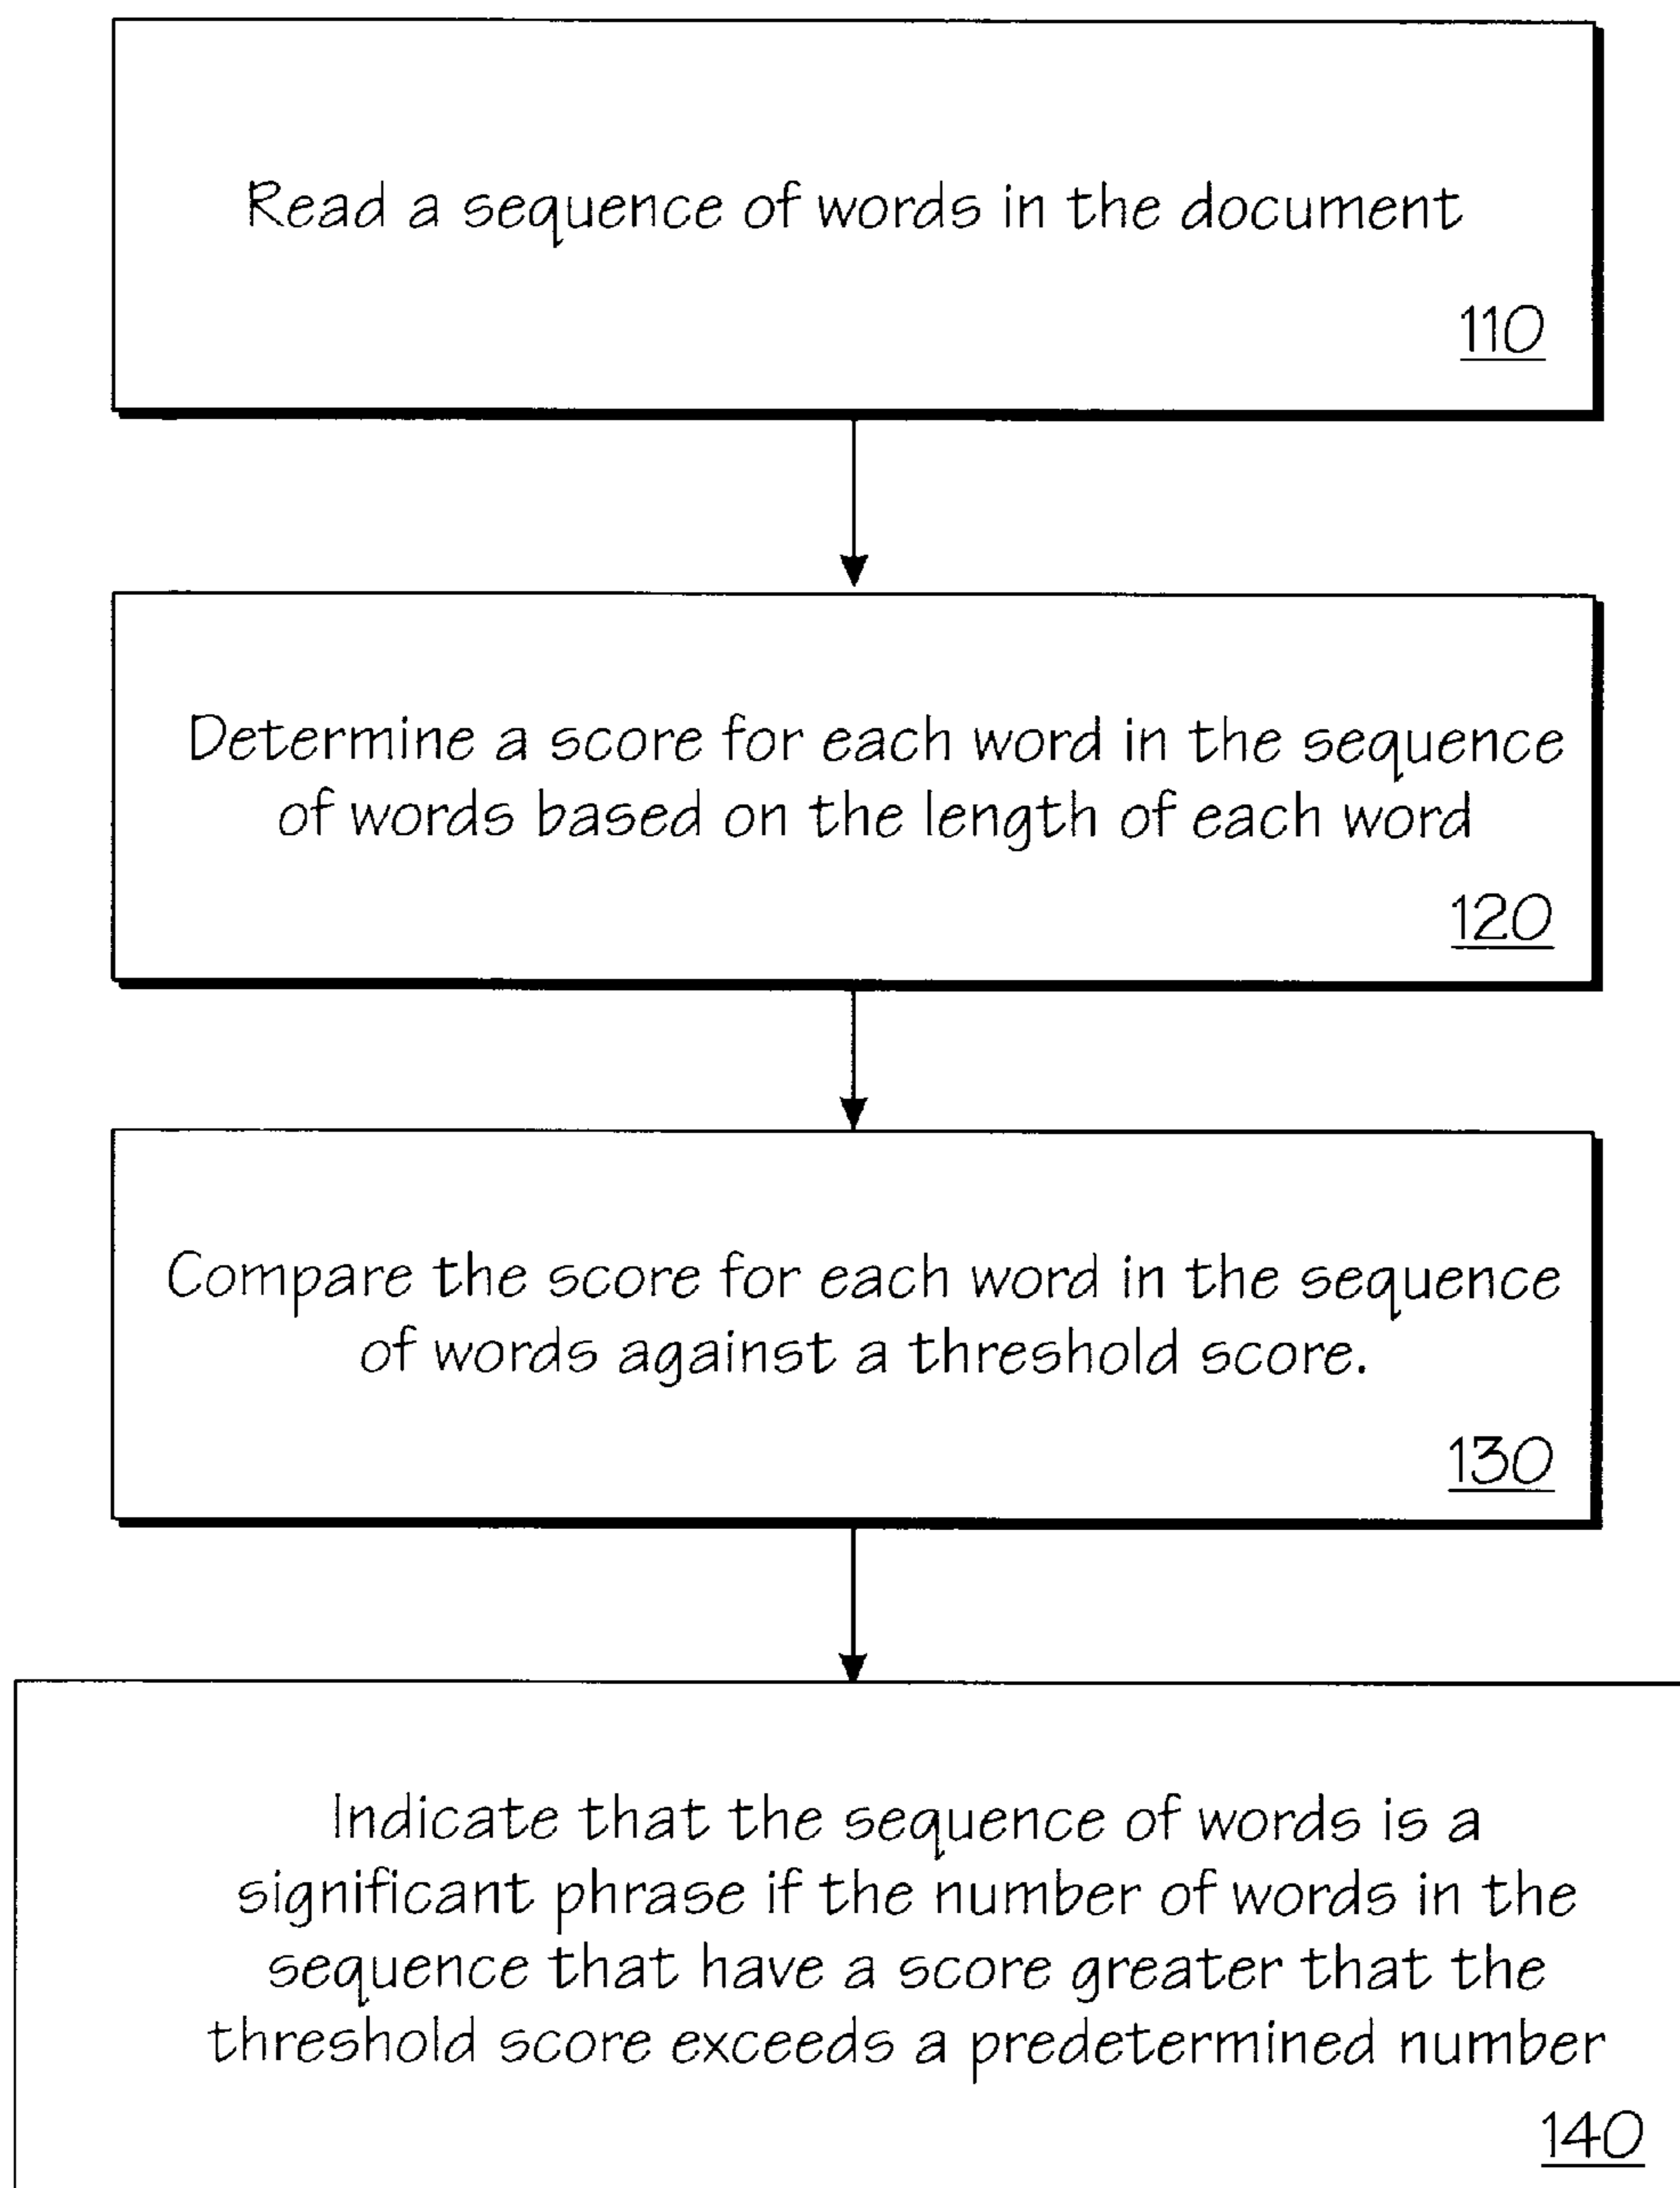 Read a sequence of words in the document
110
Determine a score for each word in the sequence
of words based on the length of each word
120
Compare the score for each word in the sequence
of words against a threshold score.
130
Indicate that the sequence of words is a
significant phrase if the number of words in the
sequence that have a score greater that the
threshold score exceeds a predetermined number
140